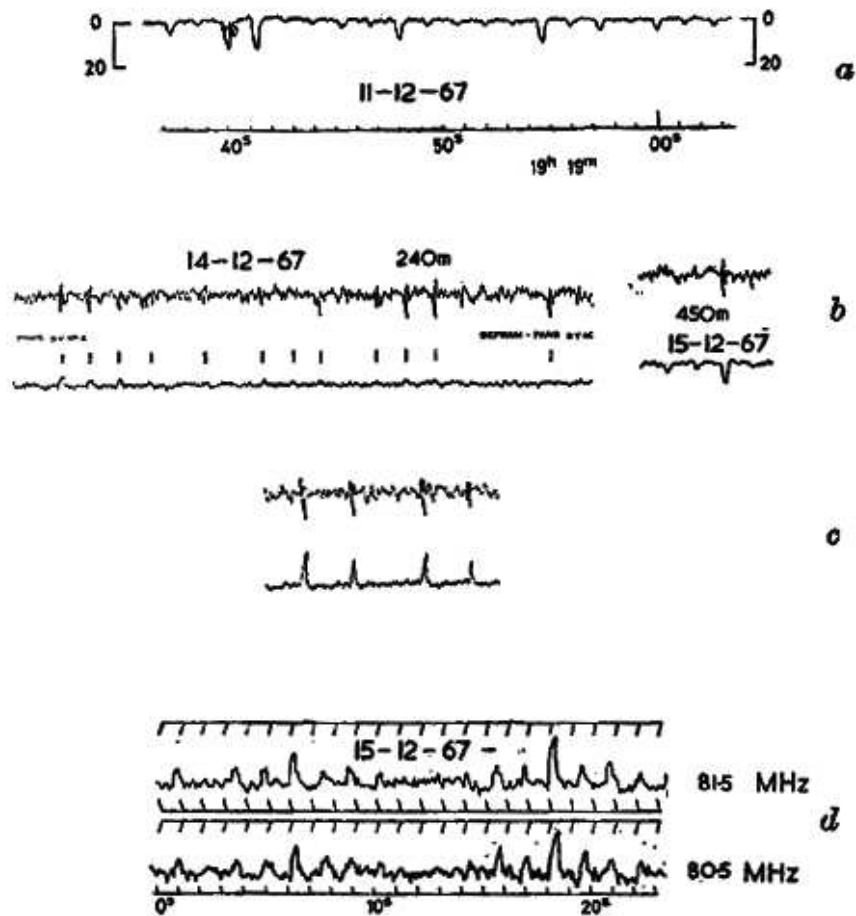 0 0
20 20 a
11-12-67
40ˢ 50ˢ 00ˢ
19ʰ 19ᵐ
14-12-67 240m
b
450m
15-12-67
c
15-12-67
81·5 MHz
d
80·5 MHz
0ˢ 10ˢ 20ˢ